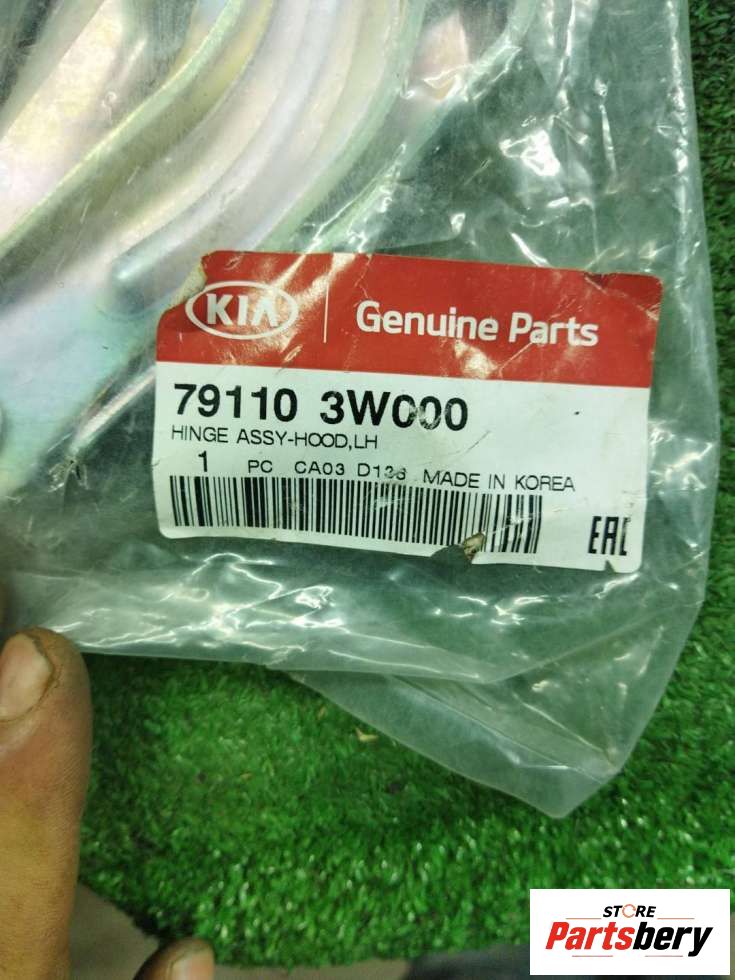 KIA Genuine Parts
79110 3W000
HINGE ASSY-HOOD,LH
1 PC CA03 D136 MADE IN KOREA
EAC
STORE
Partsbery